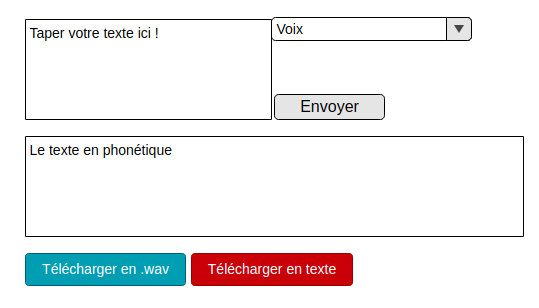 Taper votre texte ici !
Voix
Envoyer
Le texte en phonétique
Télécharger en .wav
Télécharger en texte